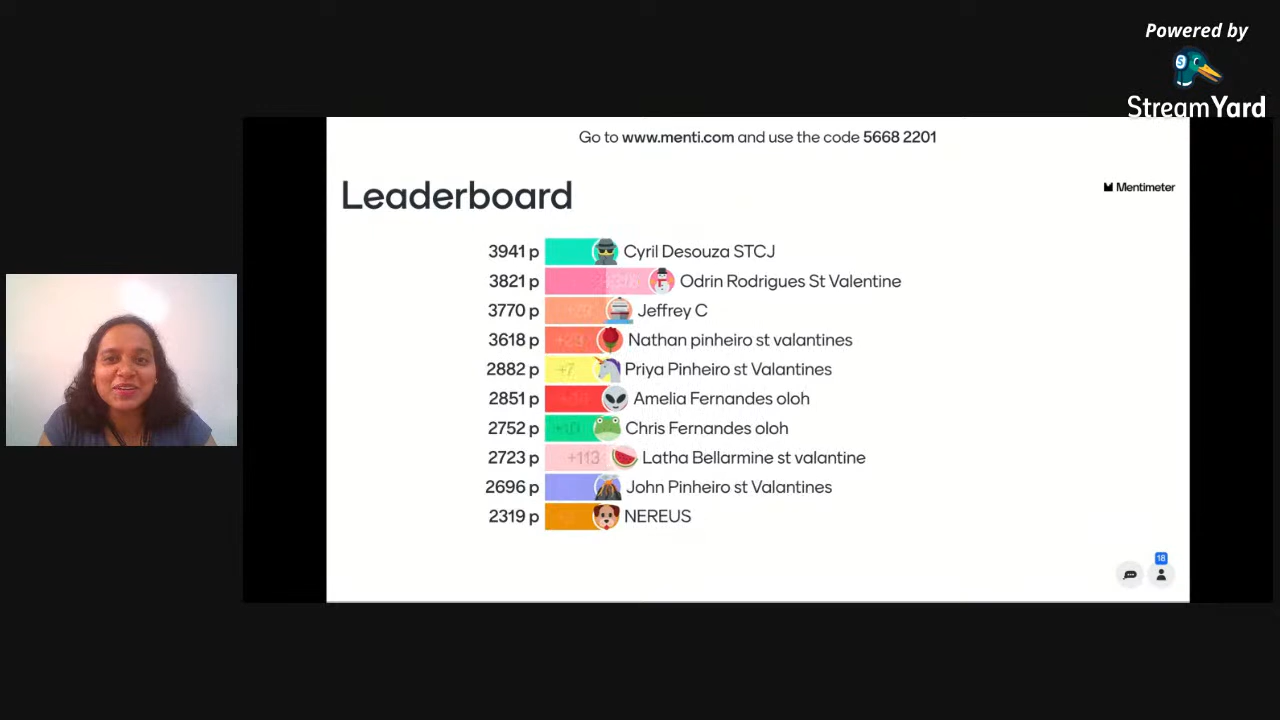 Powered by
StreamYard
Go to www.menti.com and use the code 5668 2201
Leaderboard
Mentimeter
3941 p Cyril Desouza STCJ
3821 p Odrin Rodrigues St Valentine
3770 p Jeffrey C
3618 p Nathan pinheiro st valantines
2882 p +7 Priya Pinheiro st Valantines
2851 p Amelia Fernandes oloh
2752 p Chris Fernandes oloh
2723 p +113 Latha Bellarmine st valantine
2696 p John Pinheiro st Valantines
2319 p NEREUS
18